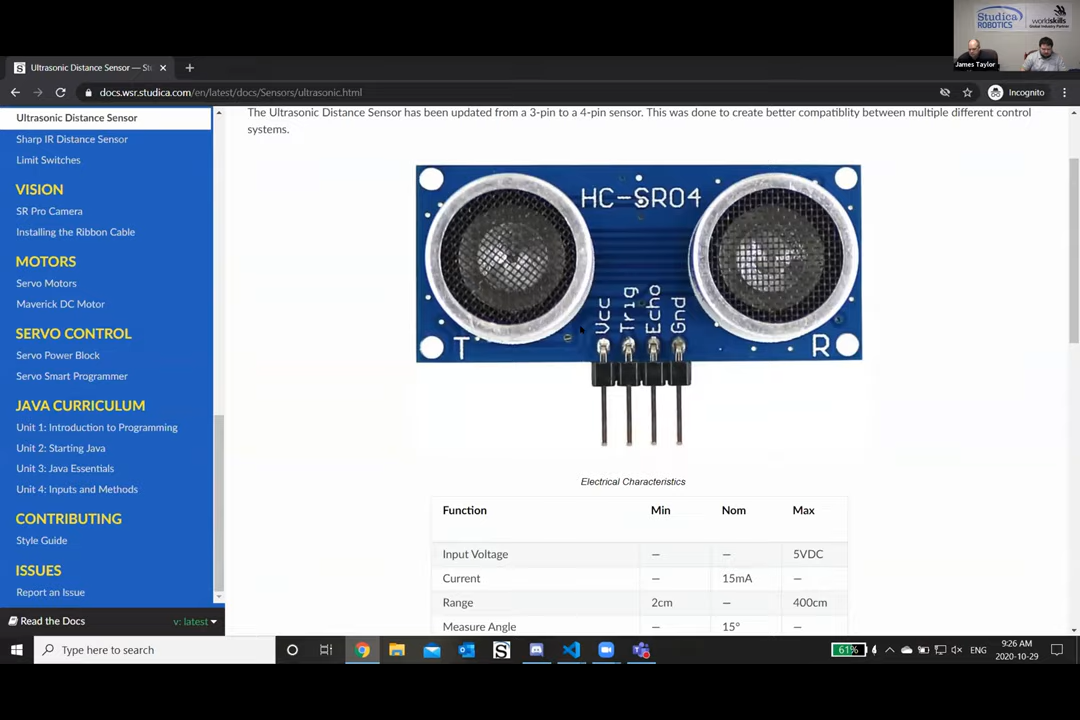 Studica
ROBOTICS
worldskills
Global Industry Partner
James Taylor
Ultrasonic Distance Sensor — Stu
docs.wsr.studica.com/en/latest/docs/Sensors/ultrasonic.html
Incognito
Ultrasonic Distance Sensor
Sharp IR Distance Sensor
Limit Switches
VISION
SR Pro Camera
Installing the Ribbon Cable
MOTORS
Servo Motors
Maverick DC Motor
SERVO CONTROL
Servo Power Block
Servo Smart Programmer
JAVA CURRICULUM
Unit 1: Introduction to Programming
Unit 2: Starting Java
Unit 3: Java Essentials
Unit 4: Inputs and Methods
CONTRIBUTING
Style Guide
ISSUES
Report an Issue
Read the Docs
v: latest
The Ultrasonic Distance Sensor has been updated from a 3-pin to a 4-pin sensor. This was done to create better compatiblity between multiple different control
systems.
HC-SR04
Vcc
Trig
Echo
Gnd
T
R
Electrical Characteristics
Function Min Nom Max
Input Voltage — — 5VDC
Current — 15mA —
Range 2cm — 400cm
Measure Angle — 15° —
Type here to search
61%
ENG
9:26 AM
2020-10-29